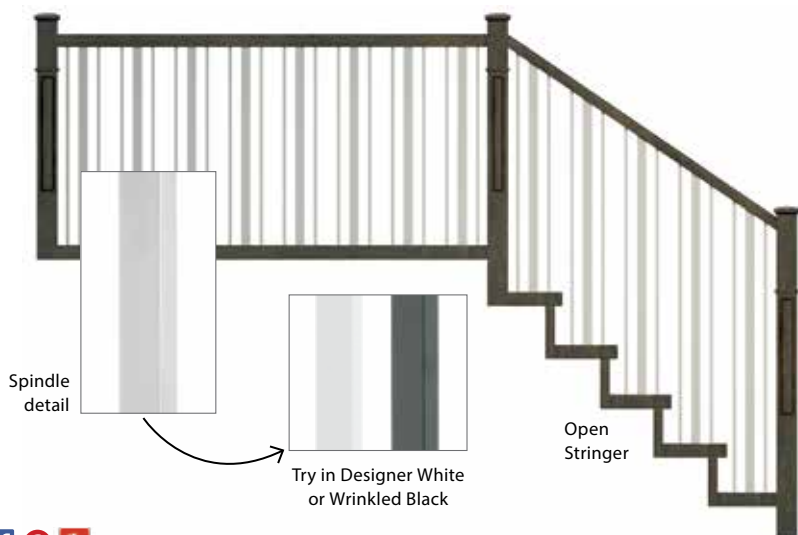 Spindle
detail
Try in Designer White
or Wrinkled Black
Open
Stringer